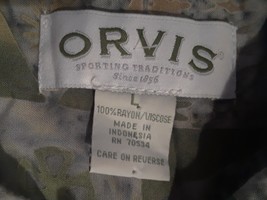 ORVIS
SPORTING TRADITIONS
Since 1856
L
100% RAYON/VISCOSE
MADE IN
INDONESIA
RN 70534
CARE ON REVERSE